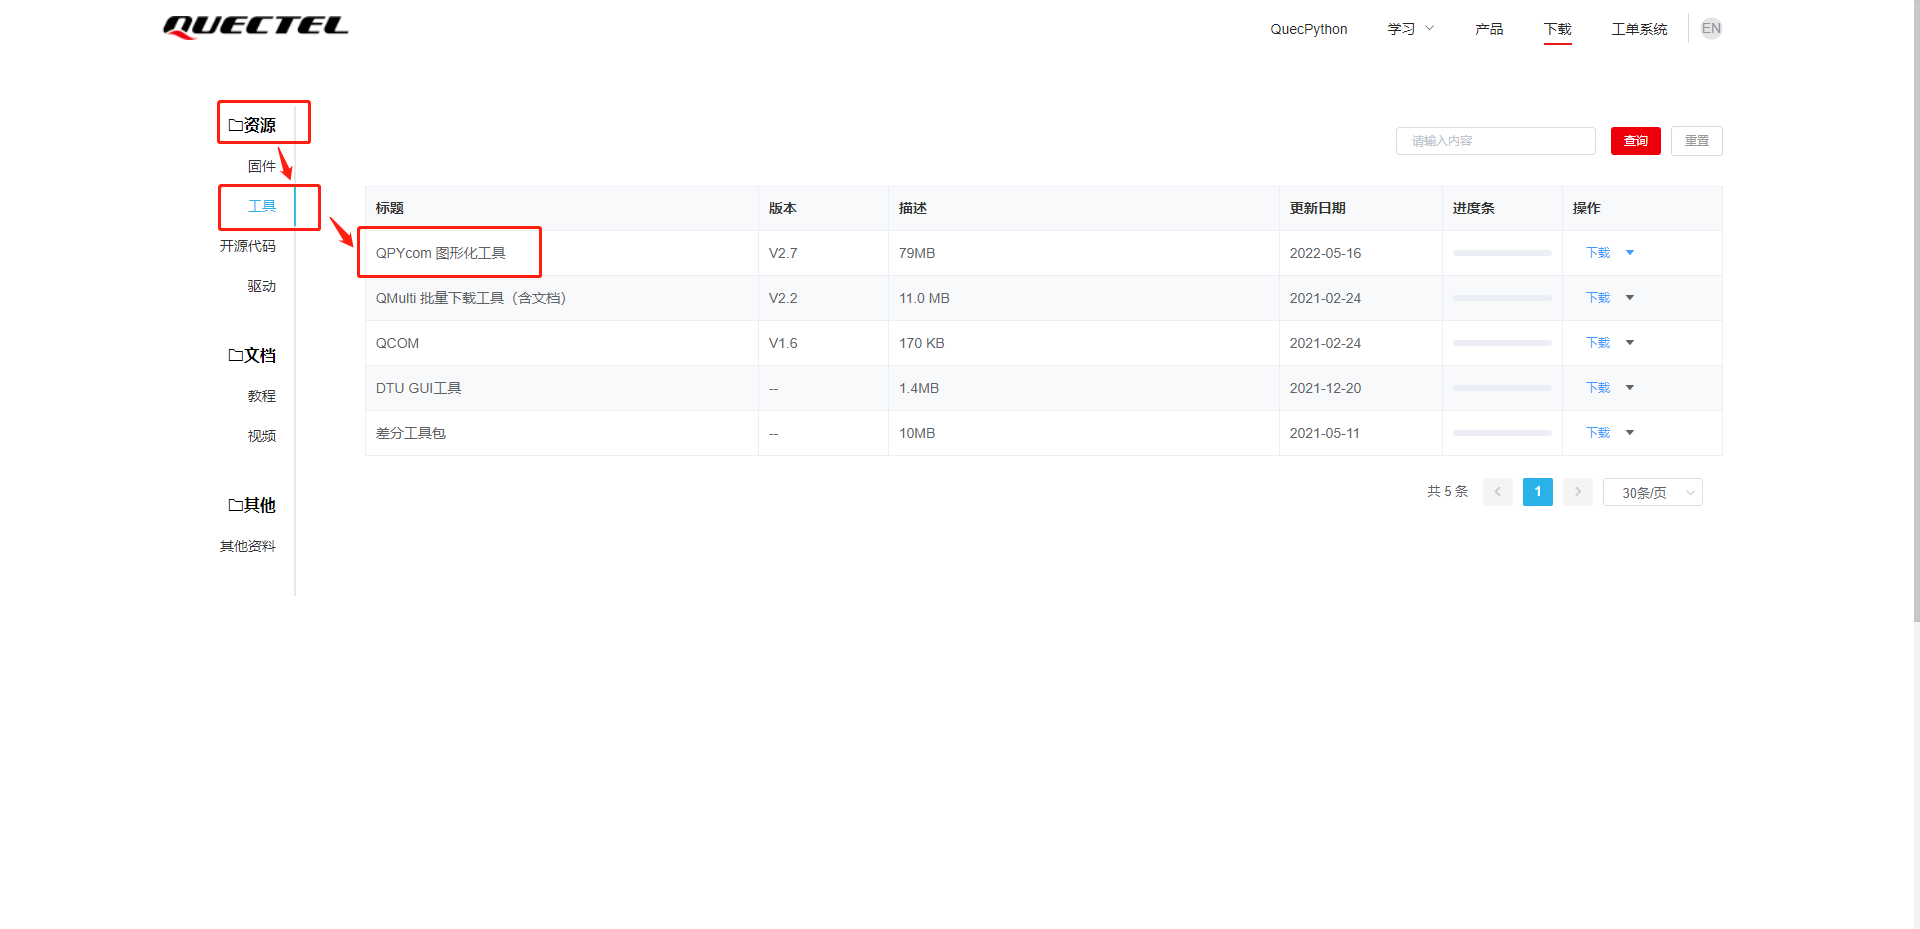 QUECTEL
QuecPython 学习 产品 下载 工单系统 EN
资源
固件
工具
开源代码
驱动
文档
教程
视频
其他
其他资料
请输入内容 查询 重置
标题 版本 描述 更新日期 进度条 操作
QPYcom 图形化工具 V2.7 79MB 2022-05-16 下载
QMulti 批量下载工具（含文档） V2.2 11.0 MB 2021-02-24 下载
QCOM V1.6 170 KB 2021-02-24 下载
DTU GUI工具 -- 1.4MB 2021-12-20 下载
差分工具包 -- 10MB 2021-05-11 下载
共 5 条 1 30条/页